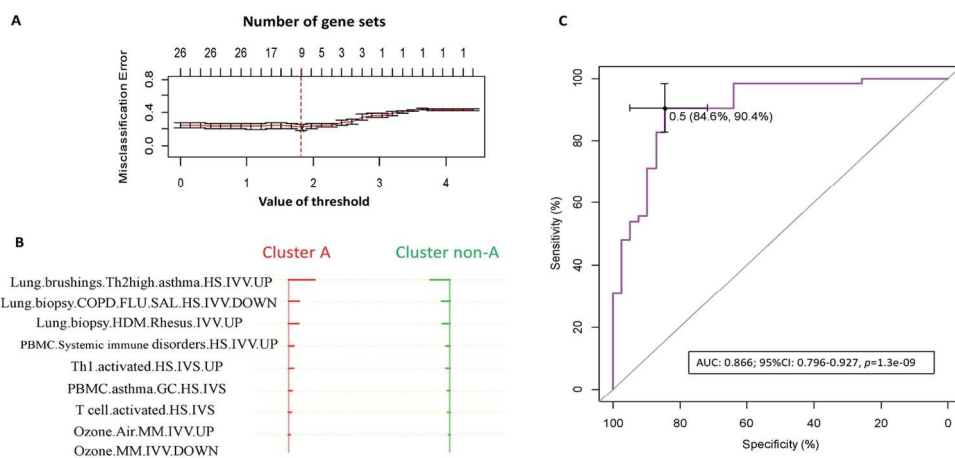 A
Number of gene sets
26 26 26 17 9 5 3 3 1 1 1 1 1
Misclassification Error
0.8
0.4
0.0
0 1 2 3 4
Value of threshold
B
Cluster A Cluster non-A
Lung.brushings.Th2high.asthma.HS.IVV.UP
Lung.biopsy.COPD.FLU.SAL.HS.IVV.DOWN
Lung.biopsy.HDM.Rhesus.IVV.UP
PBMC.Systemic immune disorders.HS.IVV.UP
Th1.activated.HS.IVS.UP
PBMC.asthma.GC.HS.IVS
T cell.activated.HS.IVS
Ozone.Air.MM.IVV.UP
Ozone.MM.IVV.DOWN
C
Sensitivity (%)
100
80
60
40
20
0
0.5 (84.6%, 90.4%)
AUC: 0.866; 95%CI: 0.796-0.927, p=1.3e-09
100 80 60 40 20 0
Specificity (%)